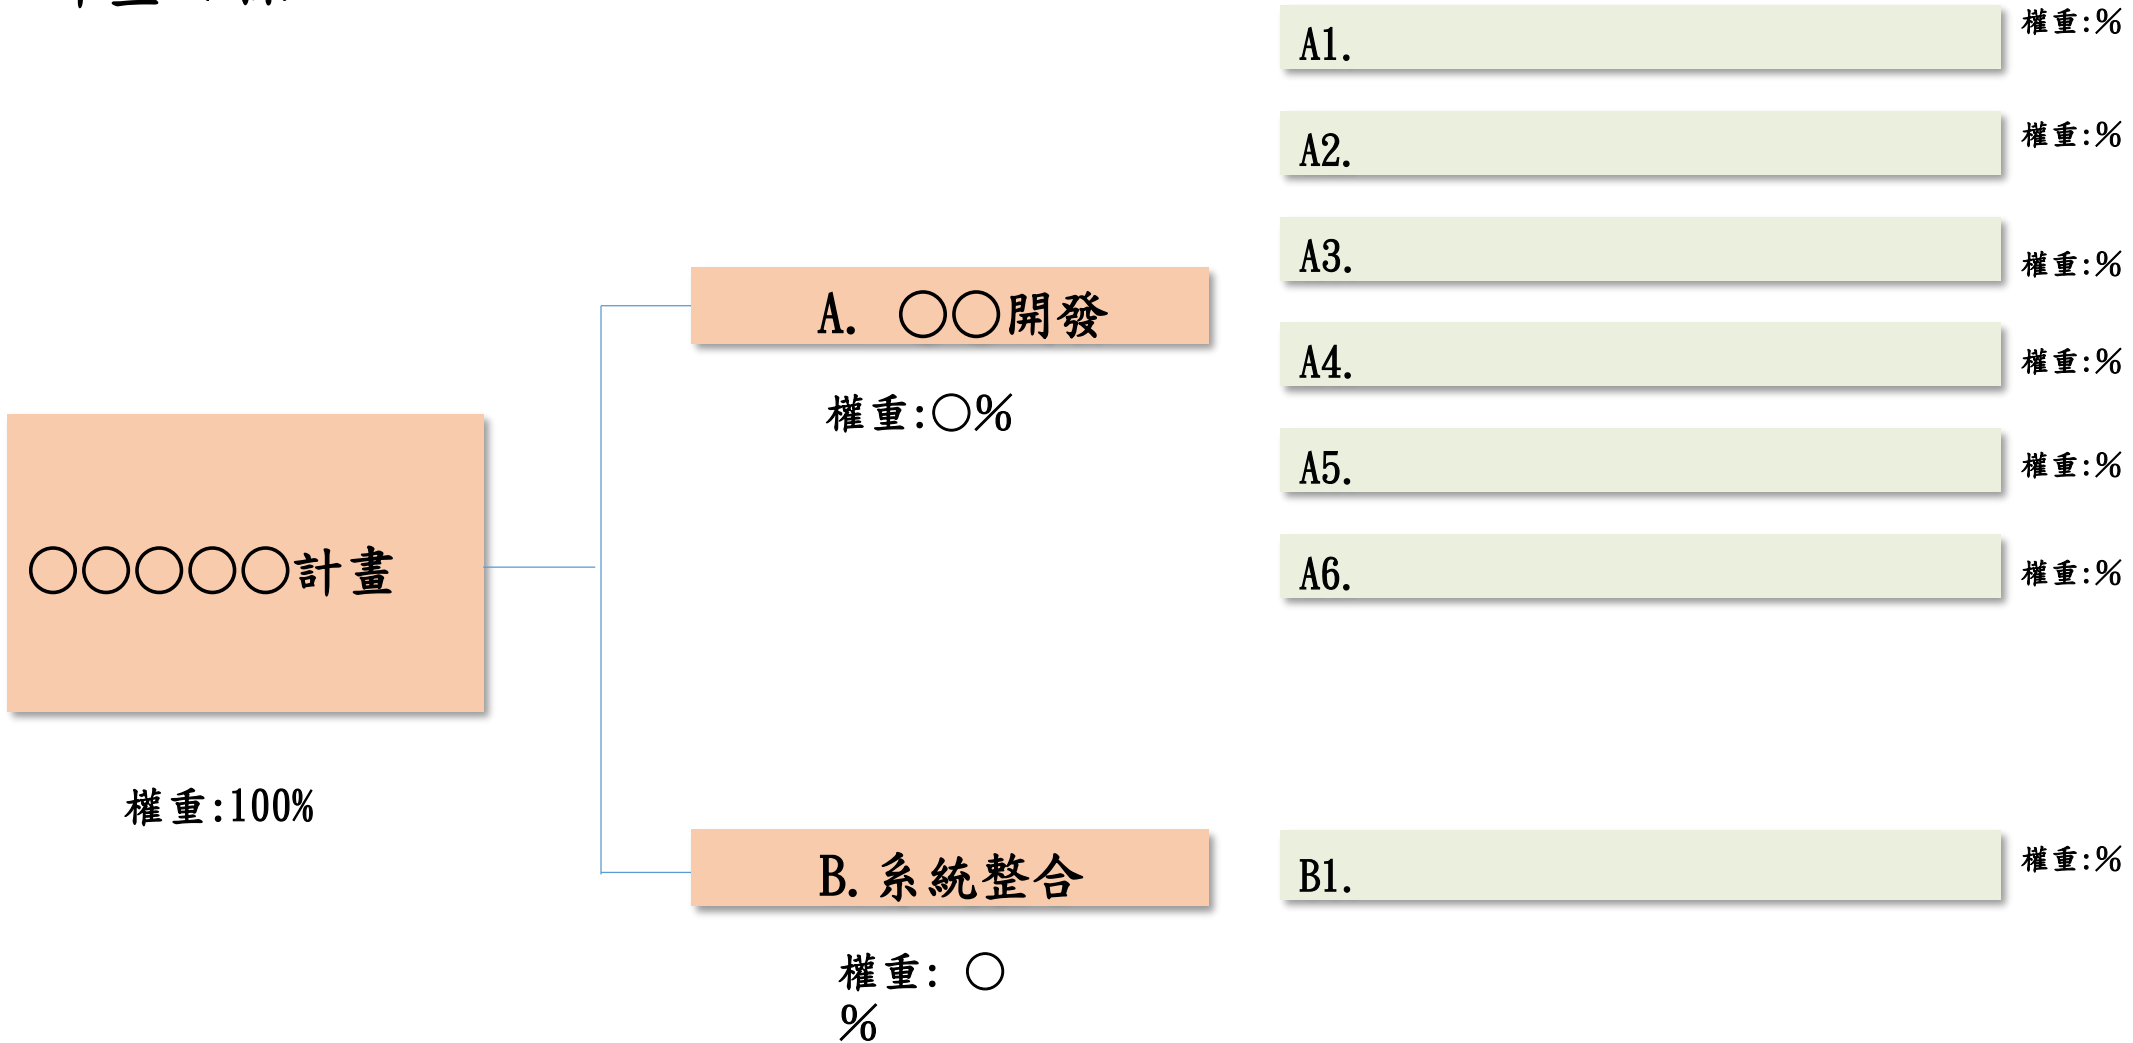 A1.
權重:%
A2.
權重:%
A3.
權重:%
A. ○○開發
A4.
權重:%
權重:○%
A5.
權重:%
○○○○○計畫
A6.
權重:%
權重:100%
B.系統整合
B1.
權重:%
權重: ○
%